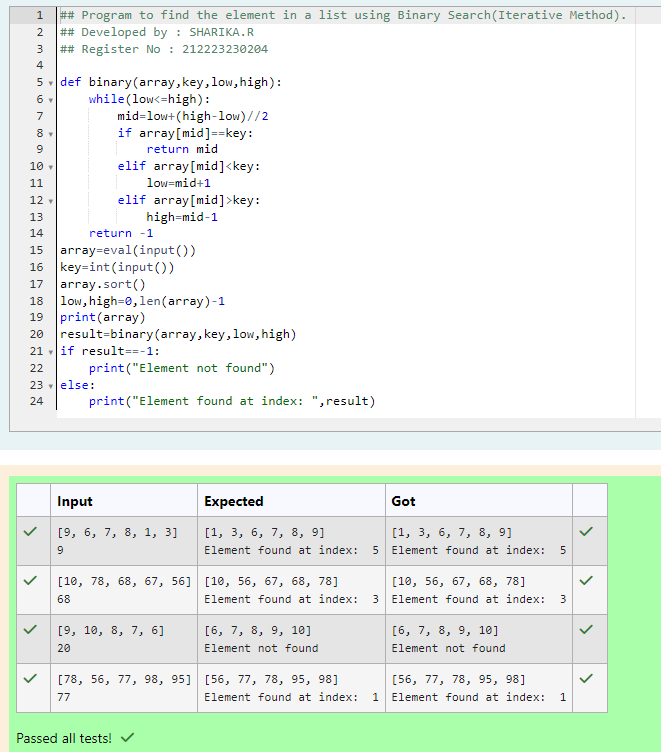 1 ## Program to find the element in a list using Binary Search(Iterative Method).
2 ## Developed by : SHARIKA.R
3 ## Register No : 212223230204
4
5 def binary(array,key,low,high):
6     while(low<=high):
7         mid=low+(high-low)//2
8         if array[mid]==key:
9             return mid
10         elif array[mid]<key:
11             low=mid+1
12         elif array[mid]>key:
13             high=mid-1
14     return -1
15 array=eval(input())
16 key=int(input())
17 array.sort()
18 low,high=0,len(array)-1
19 print(array)
20 result=binary(array,key,low,high)
21 if result==-1:
22     print("Element not found")
23 else:
24     print("Element found at index: ",result)
Input Expected Got
[9, 6, 7, 8, 1, 3] [1, 3, 6, 7, 8, 9] [1, 3, 6, 7, 8, 9]
9 Element found at index:  5 Element found at index:  5
[10, 78, 68, 67, 56] [10, 56, 67, 68, 78] [10, 56, 67, 68, 78]
68 Element found at index:  3 Element found at index:  3
[9, 10, 8, 7, 6] [6, 7, 8, 9, 10] [6, 7, 8, 9, 10]
20 Element not found Element not found
[78, 56, 77, 98, 95] [56, 77, 78, 95, 98] [56, 77, 78, 95, 98]
77 Element found at index:  1 Element found at index:  1
Passed all tests!